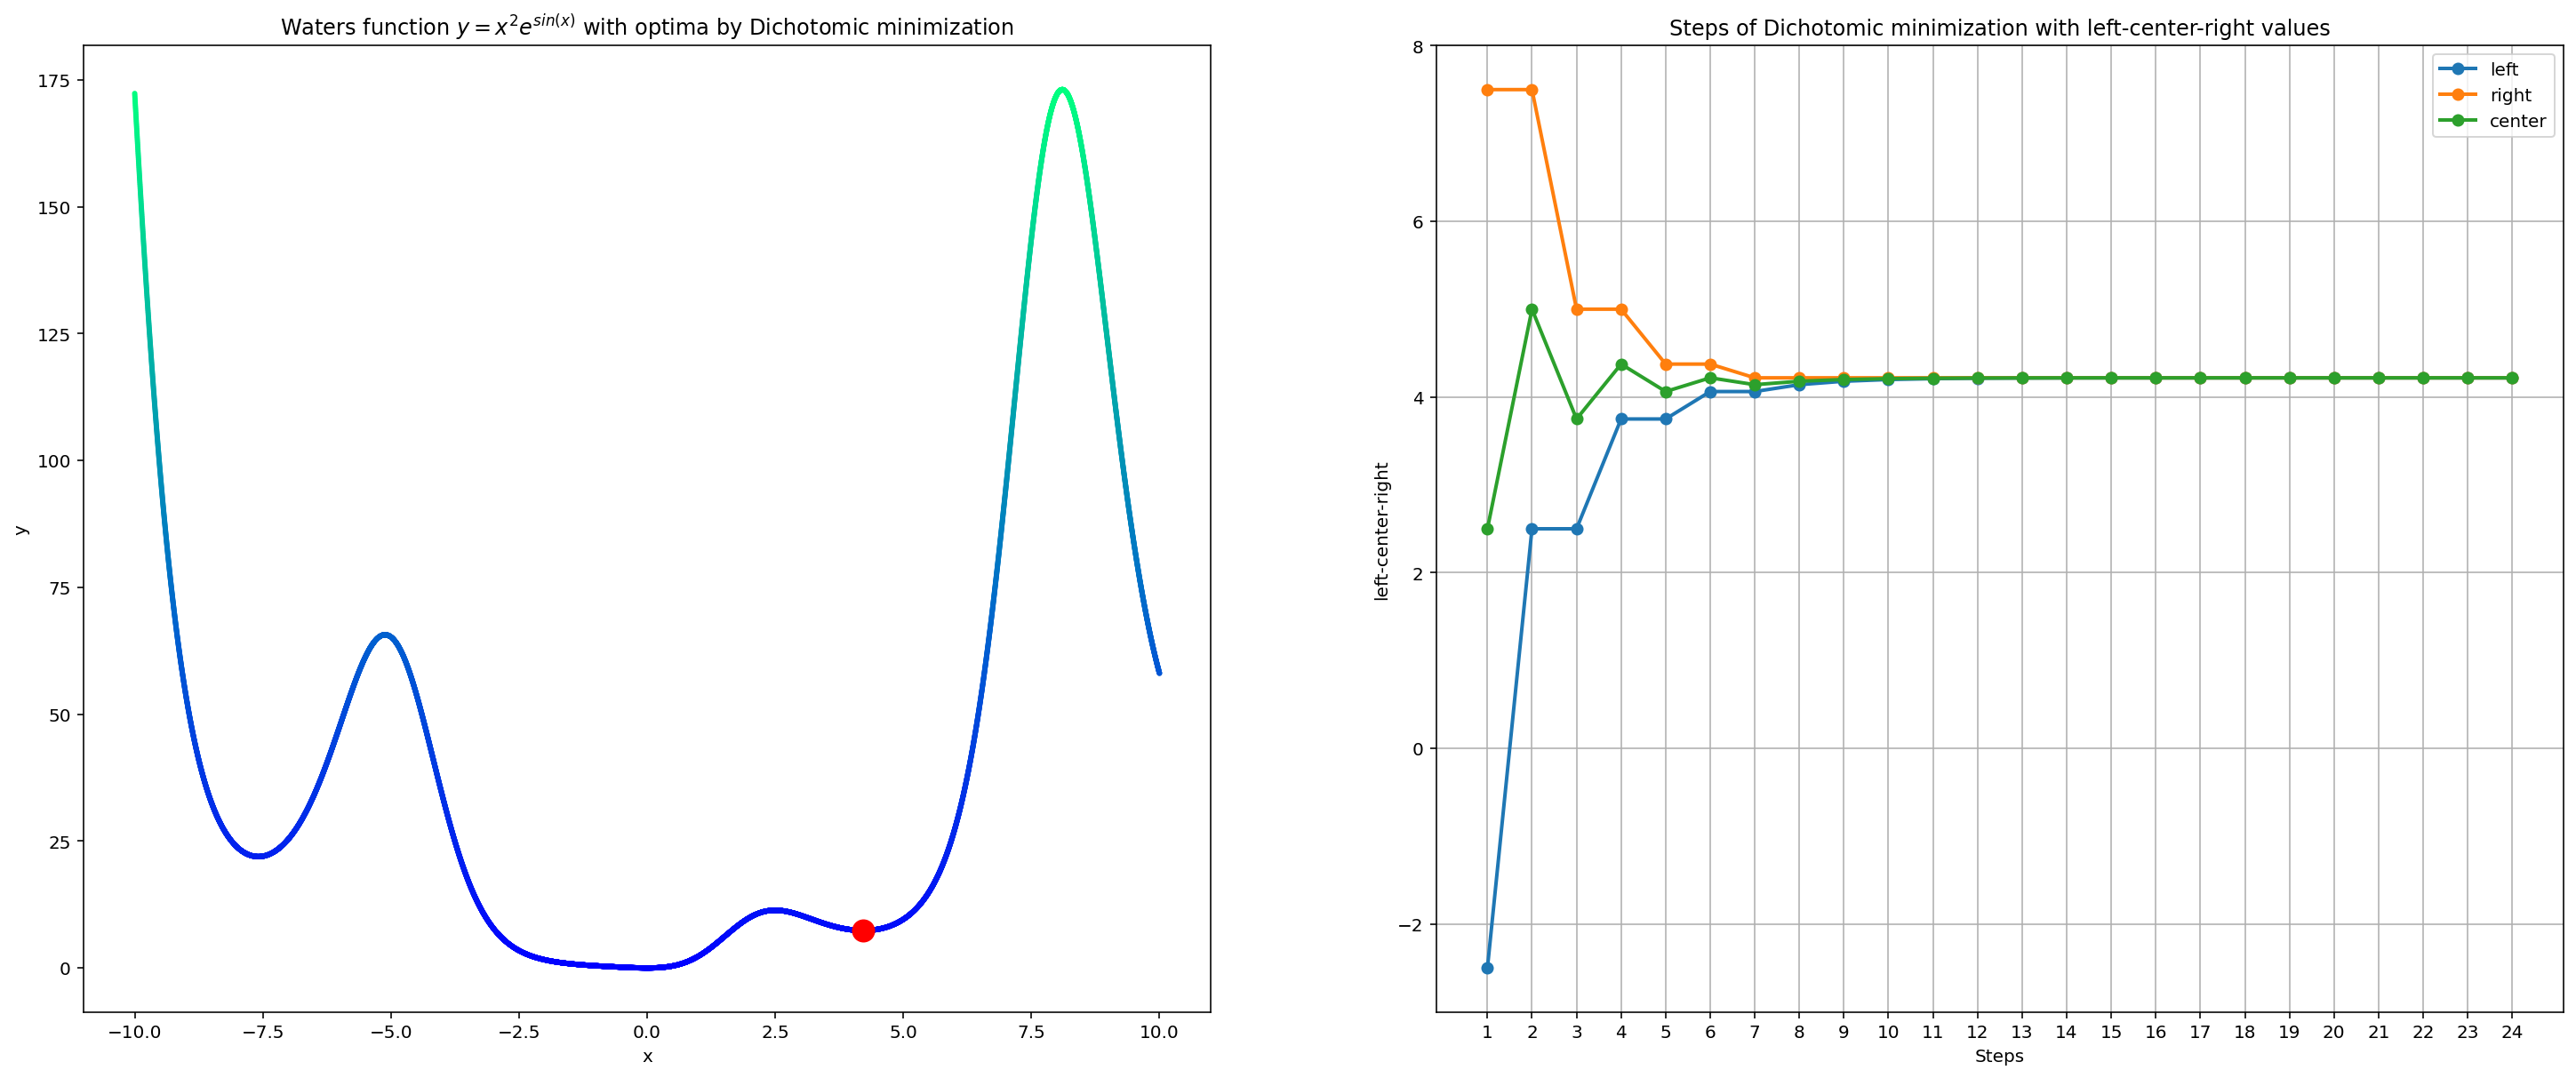 Waters function y = x²e^{sin(x)} with optima by Dichotomic minimization
175
150
125
100
75
50
25
0
y
−10.0 −7.5 −5.0 −2.5 0.0 2.5 5.0 7.5 10.0
x
Steps of Dichotomic minimization with left-center-right values
8
6
4
2
0
−2
left-center-right
left
right
center
1 2 3 4 5 6 7 8 9 10 11 12 13 14 15 16 17 18 19 20 21 22 23 24
Steps